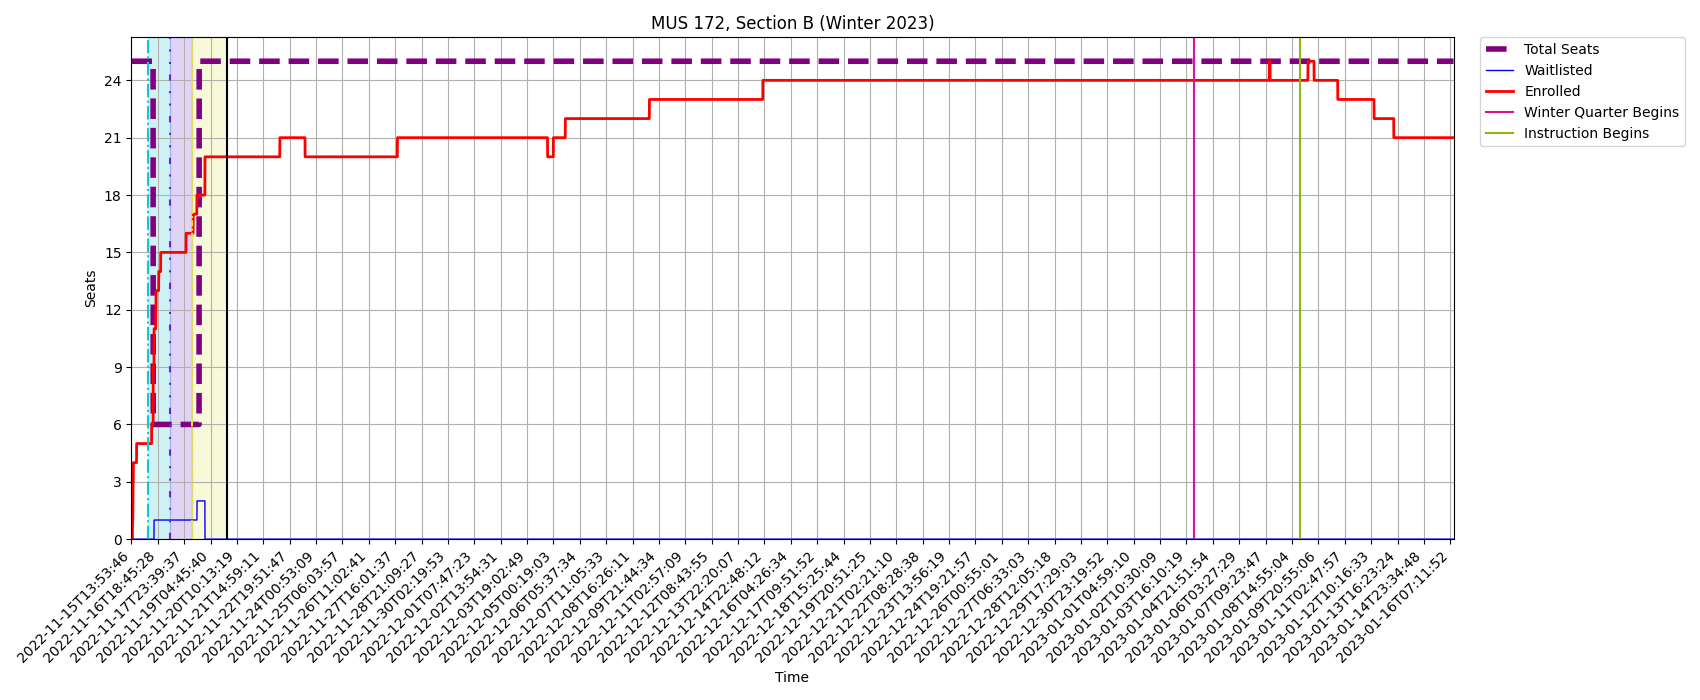 MUS 172, Section B (Winter 2023)
Total Seats
Waitlisted
Enrolled
Winter Quarter Begins
Instruction Begins
Seats
24
21
18
15
12
9
6
3
0
2022-11-15T13:53:46
2022-11-16T18:45:28
2022-11-17T23:39:37
2022-11-19T04:45:40
2022-11-20T10:13:19
2022-11-21T14:59:11
2022-11-22T19:51:47
2022-11-24T00:53:09
2022-11-25T06:03:57
2022-11-26T11:02:41
2022-11-27T16:01:37
2022-11-28T21:09:27
2022-11-30T02:19:53
2022-12-01T07:47:23
2022-12-02T13:54:31
2022-12-03T19:02:49
2022-12-05T00:19:03
2022-12-06T05:37:34
2022-12-07T11:05:33
2022-12-08T16:26:11
2022-12-09T21:44:34
2022-12-11T02:57:09
2022-12-12T08:43:55
2022-12-13T22:20:07
2022-12-14T22:48:12
2022-12-16T04:26:34
2022-12-17T09:51:52
2022-12-18T15:25:44
2022-12-19T20:51:25
2022-12-21T02:21:10
2022-12-22T08:28:38
2022-12-23T13:56:19
2022-12-24T19:21:57
2022-12-26T00:55:01
2022-12-27T06:33:03
2022-12-28T12:05:18
2022-12-29T17:29:03
2022-12-30T23:19:52
2023-01-01T04:59:10
2023-01-02T10:30:09
2023-01-03T16:10:19
2023-01-04T21:51:54
2023-01-06T03:27:29
2023-01-07T09:23:47
2023-01-08T14:55:04
2023-01-09T20:55:06
2023-01-11T02:47:57
2023-01-12T10:16:33
2023-01-13T16:23:24
2023-01-14T23:34:48
2023-01-16T07:11:52
Time